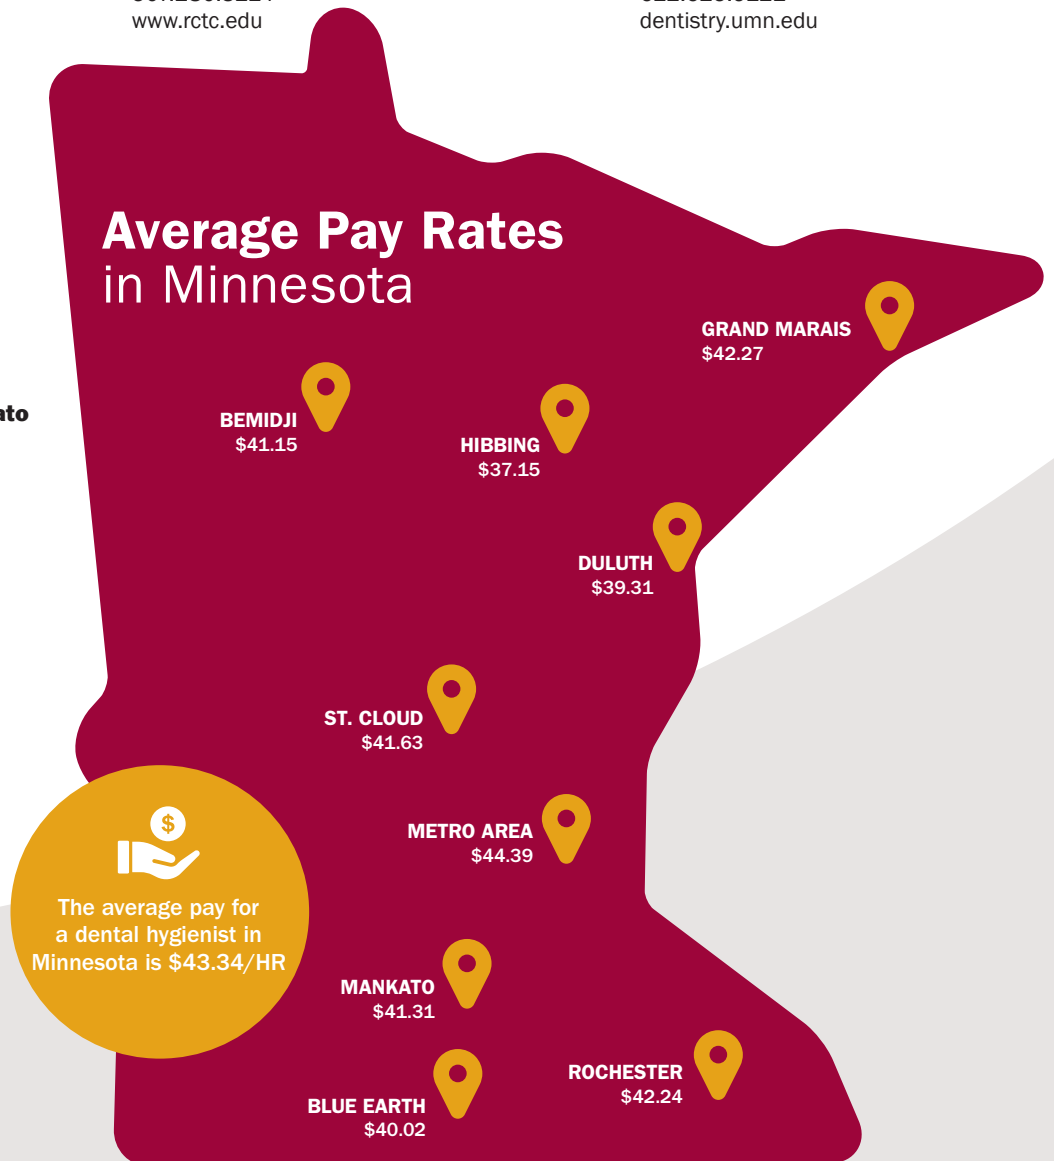 www.rctc.edu
dentistry.umn.edu
Average Pay Rates
in Minnesota
GRAND MARAIS
$42.27
BEMIDJI
$41.15
ato
HIBBING
$37.15
DULUTH
$39.31
ST. CLOUD
$41.63
METRO AREA
$44.39
$
The average pay for
a dental hygienist in
Minnesota is $43.34/HR
MANKATO
$41.31
ROCHESTER
$42.24
BLUE EARTH
$40.02